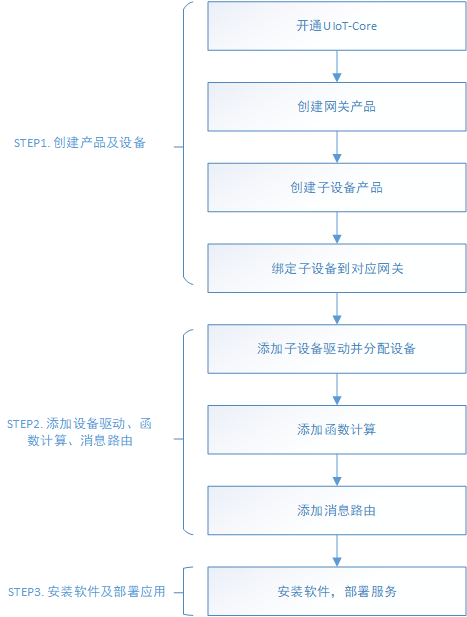 开通UIoT-Core
创建网关产品
STEP1. 创建产品及设备
创建子设备产品
绑定子设备到对应网关
添加子设备驱动并分配设备
STEP2. 添加设备驱动、函
数计算、消息路由
添加函数计算
添加消息路由
STEP3. 安装软件及部署应用
安装软件，部署服务